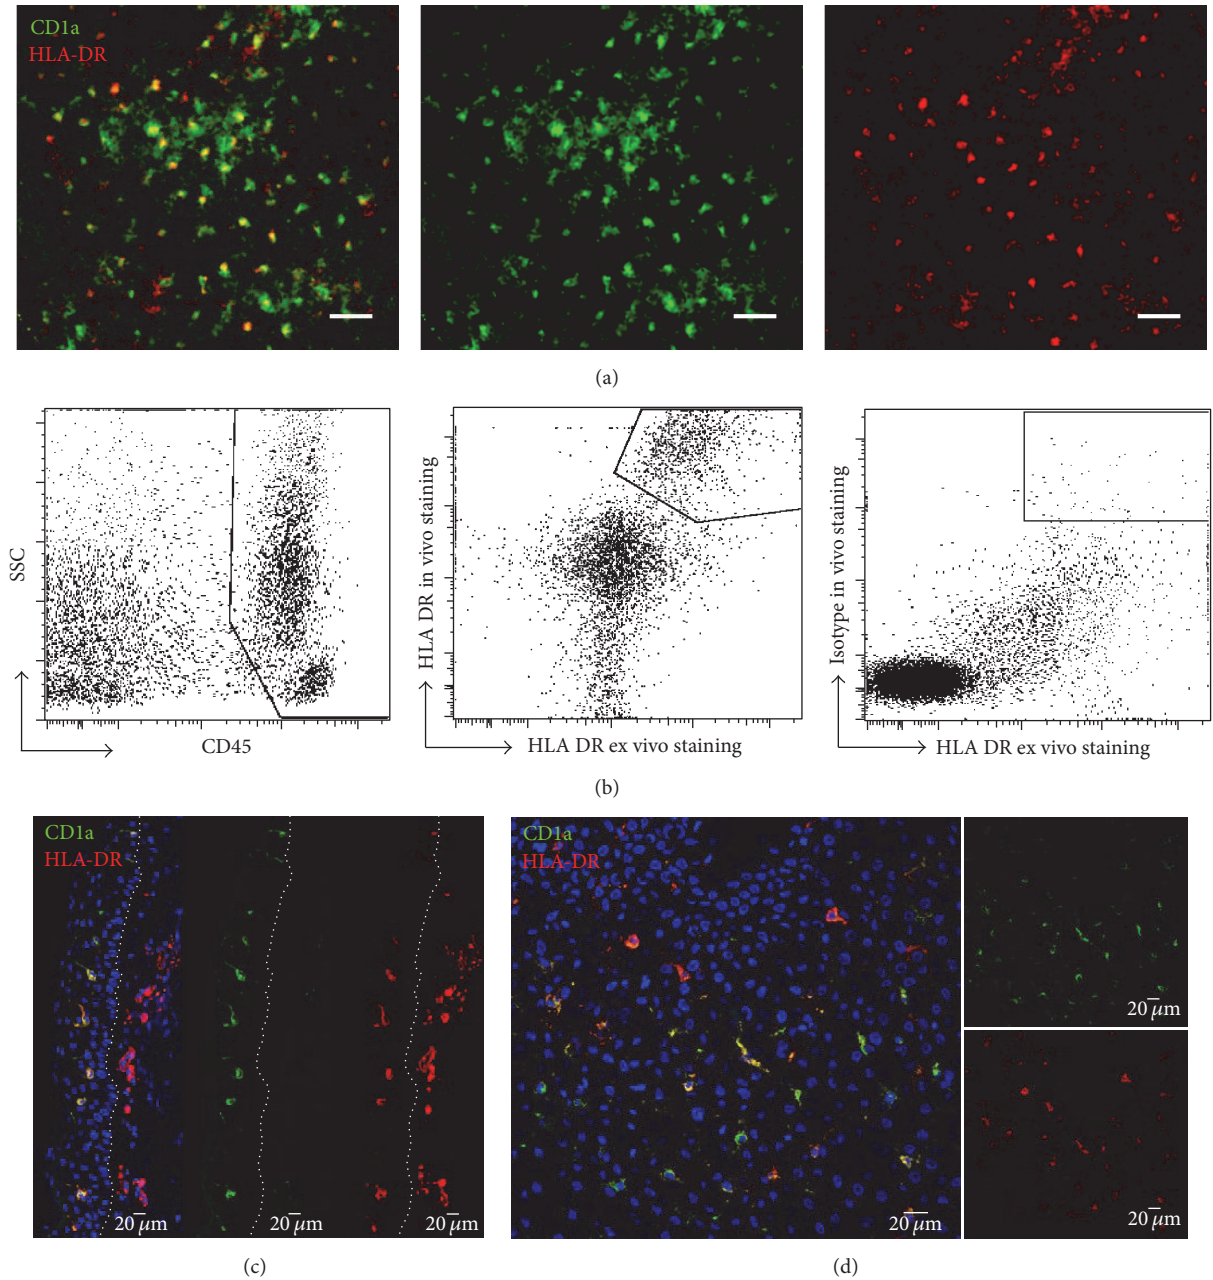 CD1a
HLA-DR
(a)
SSC
CD45
HLA DR in vivo staining
HLA DR ex vivo staining
Isotype in vivo staining
HLA DR ex vivo staining
(b)
CD1a
HLA-DR
20 μm
20 μm
20 μm
(c)
CD1a
HLA-DR
20 μm
20 μm
20 μm
(d)